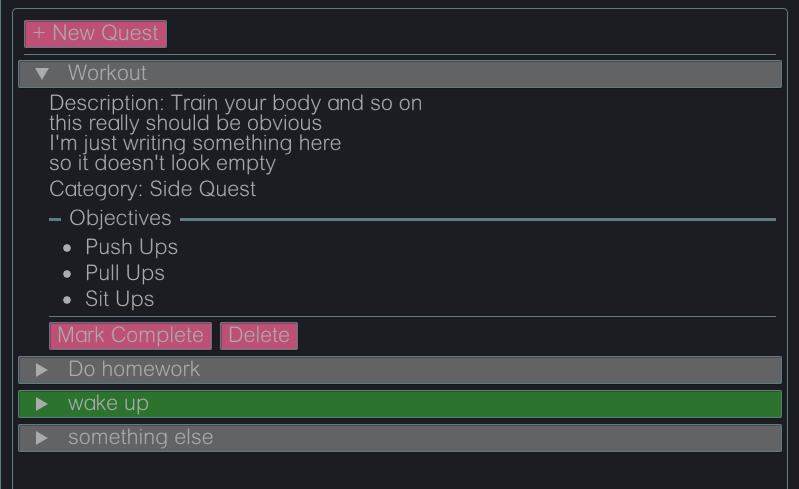 + New Quest
Workout
Description: Train your body and so on
this really should be obvious
I'm just writing something here
so it doesn't look empty
Category: Side Quest
Objectives
Push Ups
Pull Ups
Sit Ups
Mark Complete Delete
Do homework
wake up
something else